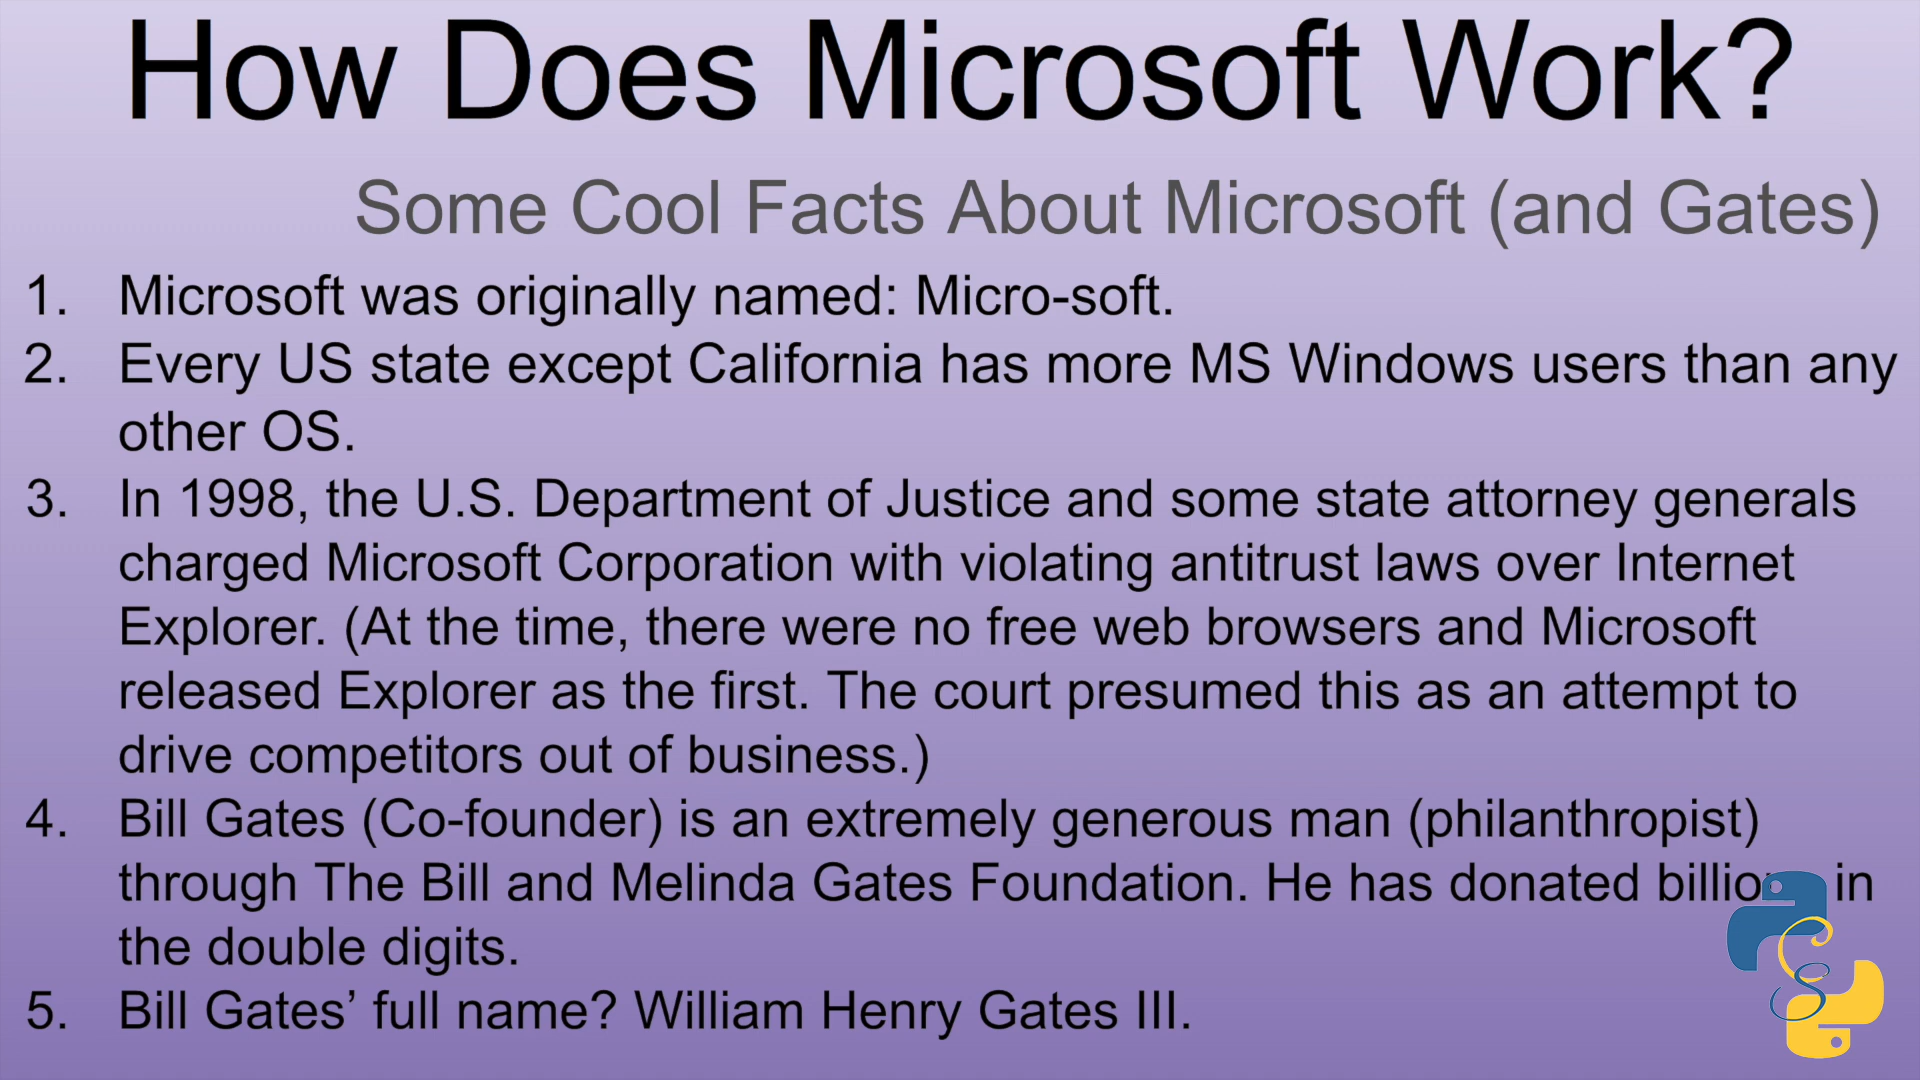 How Does Microsoft Work?
Some Cool Facts About Microsoft (and Gates)
1. Microsoft was originally named: Micro-soft.
2. Every US state except California has more MS Windows users than any
other OS.
3. In 1998, the U.S. Department of Justice and some state attorney generals
charged Microsoft Corporation with violating antitrust laws over Internet
Explorer. (At the time, there were no free web browsers and Microsoft
released Explorer as the first. The court presumed this as an attempt to
drive competitors out of business.)
4. Bill Gates (Co-founder) is an extremely generous man (philanthropist)
through The Bill and Melinda Gates Foundation. He has donated in
the double digits.
5. Bill Gates’ full name? William Henry Gates III.
CS